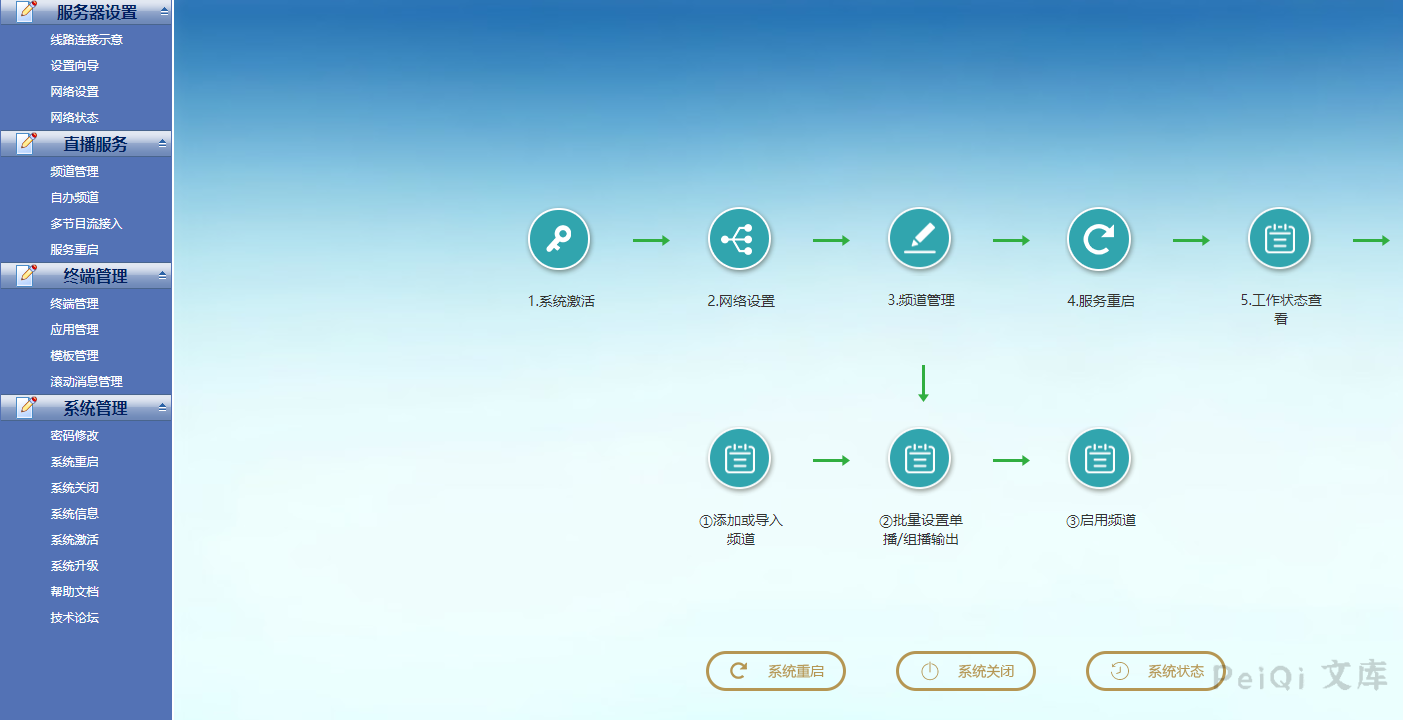 服务器设置
线路连接示意
设置向导
网络设置
网络状态
直播服务
频道管理
自办频道
多节目流接入
服务重启
终端管理
终端管理
应用管理
模板管理
滚动消息管理
系统管理
密码修改
系统重启
系统关闭
系统信息
系统激活
系统升级
帮助文档
技术论坛
1.系统激活
2.网络设置
3.频道管理
4.服务重启
5.工作状态查
看
①添加或导入
频道
②批量设置单
播/组播输出
③启用频道
系统重启
系统关闭
系统状态
PeiQi 文库